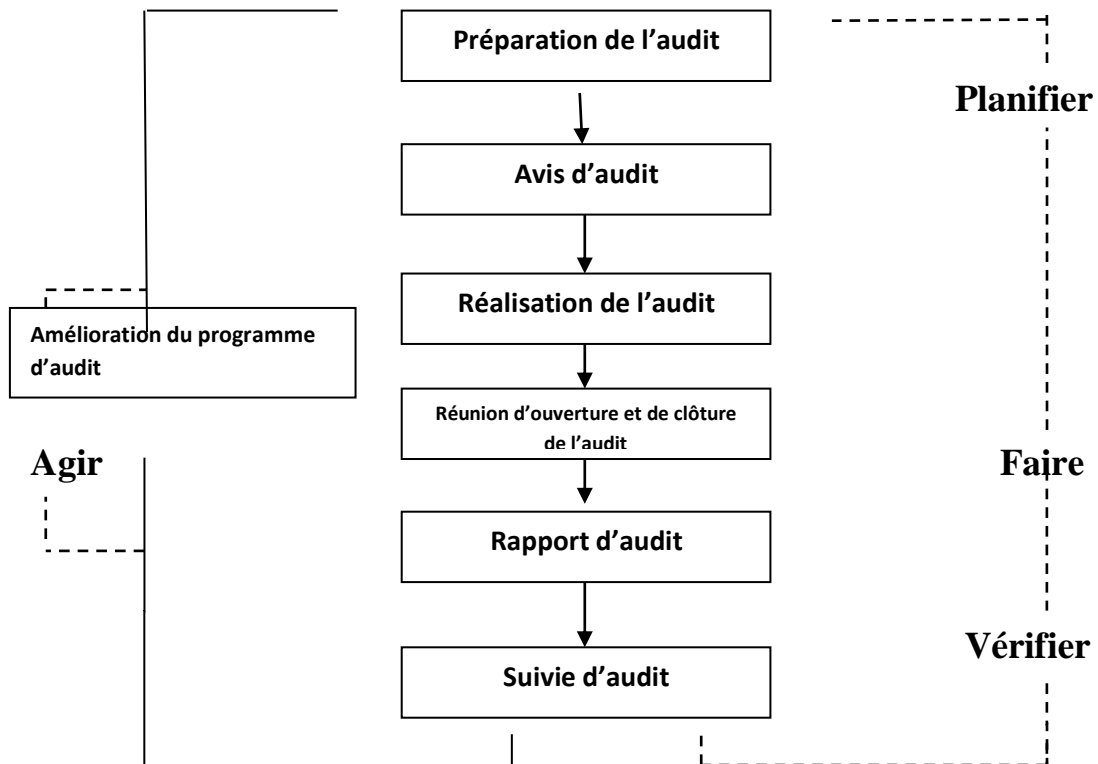 Préparation de l’audit
Planifier
Avis d’audit
Réalisation de l’audit
Amélioration du programme
d’audit
Réunion d’ouverture et de clôture
de l’audit
Agir
Faire
Rapport d’audit
Vérifier
Suivie d’audit